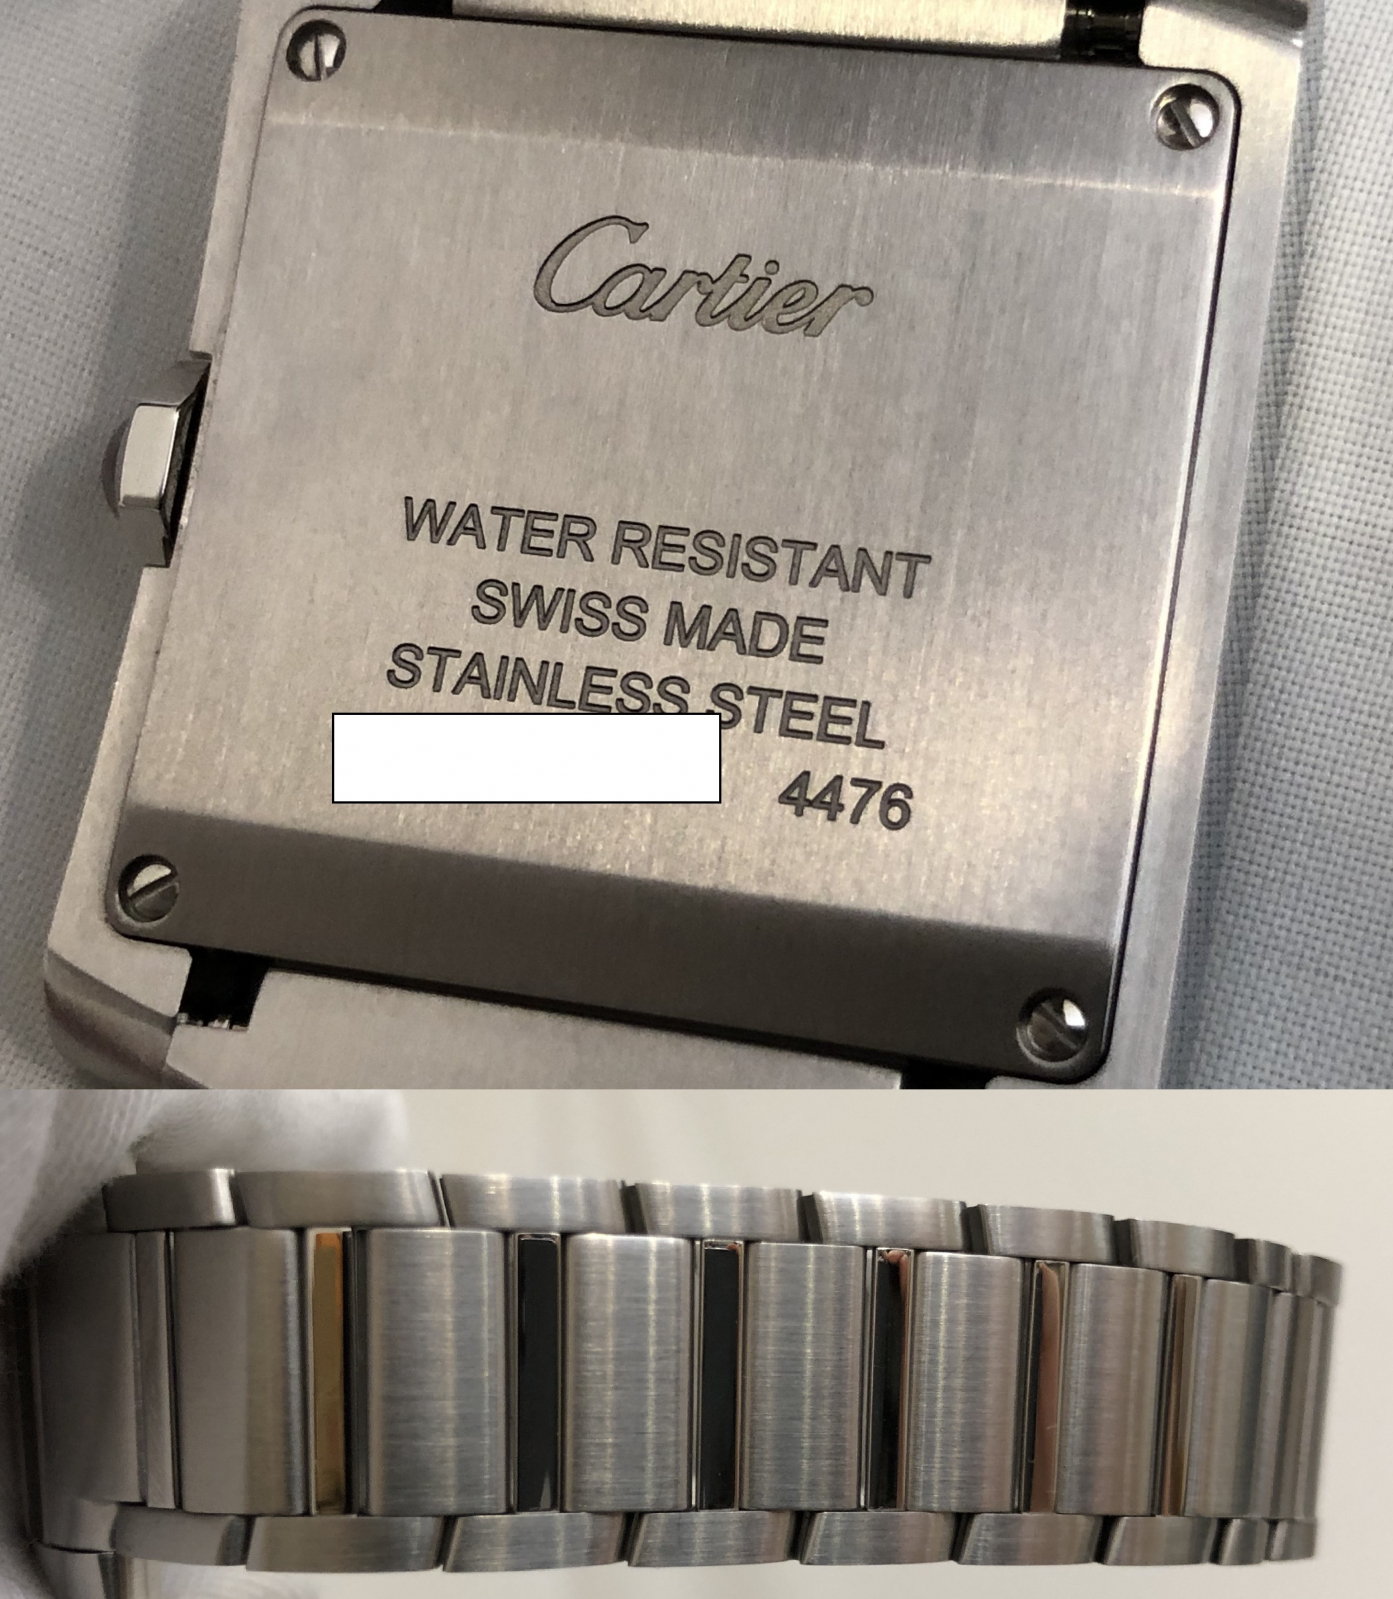 Cartier
WATER RESISTANT
SWISS MADE
STAINLESS STEEL
4476